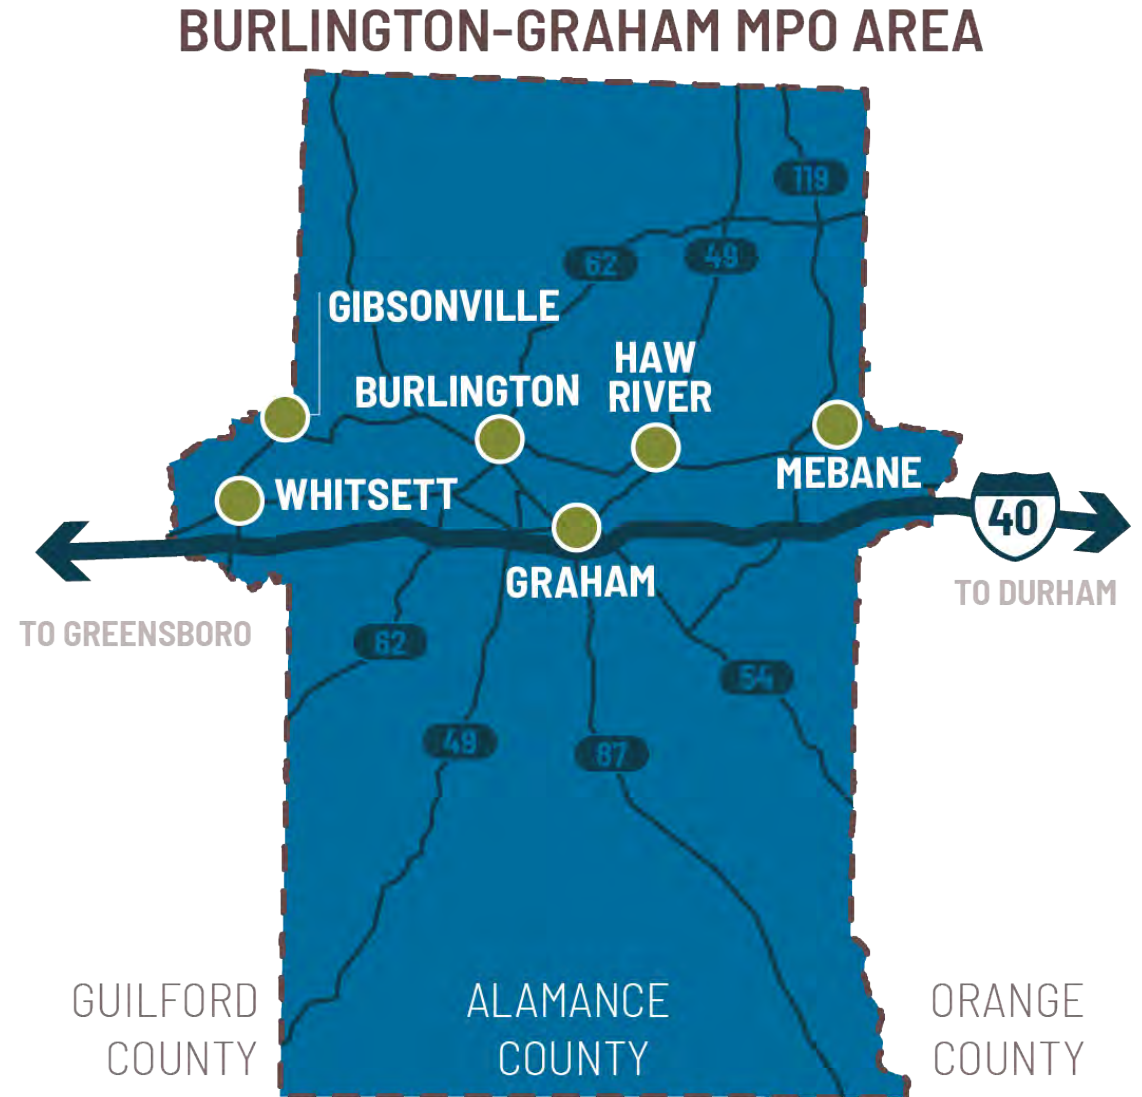 BURLINGTON-GRAHAM MPO AREA
119
62
49
GIBSONVILLE
HAW
RIVER
BURLINGTON
MEBANE
WHITSETT
40
GRAHAM
TO DURHAM
TO GREENSBORO
62
54
49
87
GUILFORD
COUNTY
ALAMANCE
COUNTY
ORANGE
COUNTY